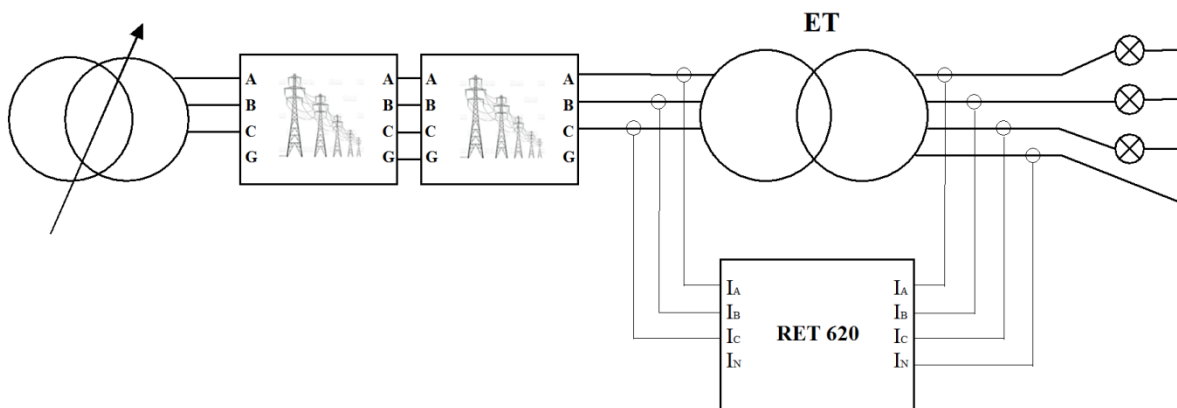 ET
A A A A
B B B B
C C C C
G G G G
IA IA
IB IB
IC RET 620 IC
IN IN